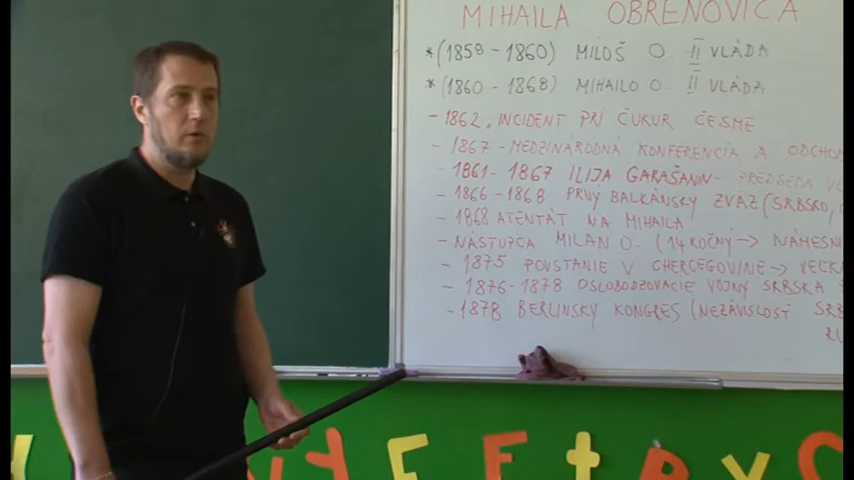 MIHAILA OBRENOVIĆA
*(1858 - 1860) MILOŠ O. II VLÁDA
*(1860 - 1868) MIHAILO O. II VLÁDA
- 1862. INCIDENT PRI ČUKUR ČESME
- 1867 - MEDZINÁRODNÁ KONFERENCIA A
- 1861 - 1867 ILIJA GARAŠANIN - PREDSEDA
- 1866 - 1868 PRVÝ BALKÁNSKY ZVÄZ (SRBSKO,
- 1868 ATENTÁT NA MIHAILA
- NÁSTUPCA MILAN O. (14 ROČNÝ →
- 1875 POVSTANIE V CHERCEGOVINE →
- 1876 - 1878 OSLOBODZOVACIE VOJNY SRBSKA
- 1878 BERLINSKY KONGRES (NEZÁVISLOSŤ